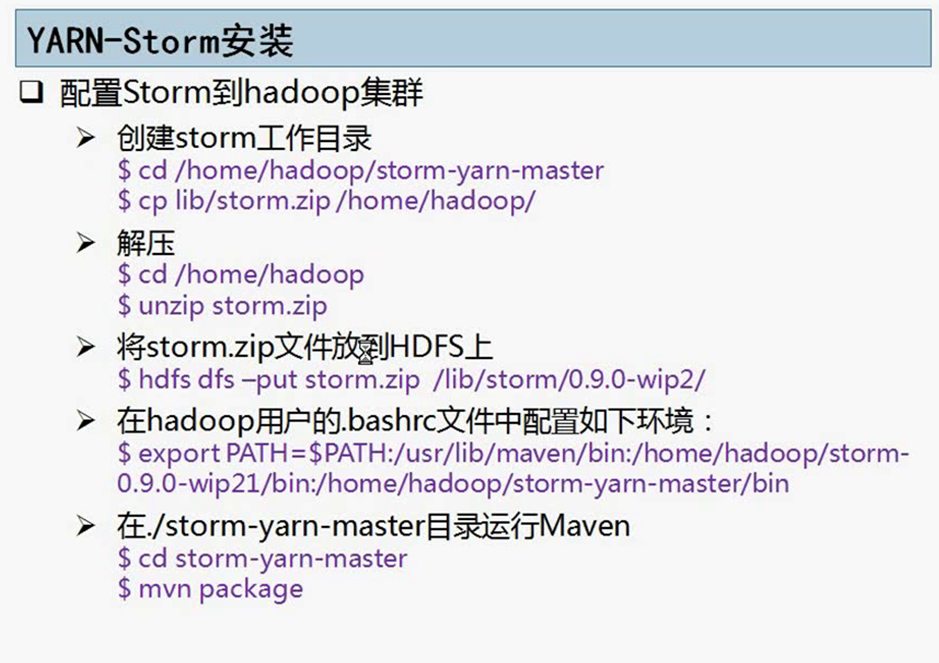 YARN-Storm安装
配置Storm到hadoop集群
创建storm工作目录
$ cd /home/hadoop/storm-yarn-master
$ cp lib/storm.zip /home/hadoop/
解压
$ cd /home/hadoop
$ unzip storm.zip
将storm.zip文件放到HDFS上
$ hdfs dfs –put storm.zip /lib/storm/0.9.0-wip2/
在hadoop用户的.bashrc文件中配置如下环境：
$ export PATH=$PATH:/usr/lib/maven/bin:/home/hadoop/storm-
0.9.0-wip21/bin:/home/hadoop/storm-yarn-master/bin
在./storm-yarn-master目录运行Maven
$ cd storm-yarn-master
$ mvn package